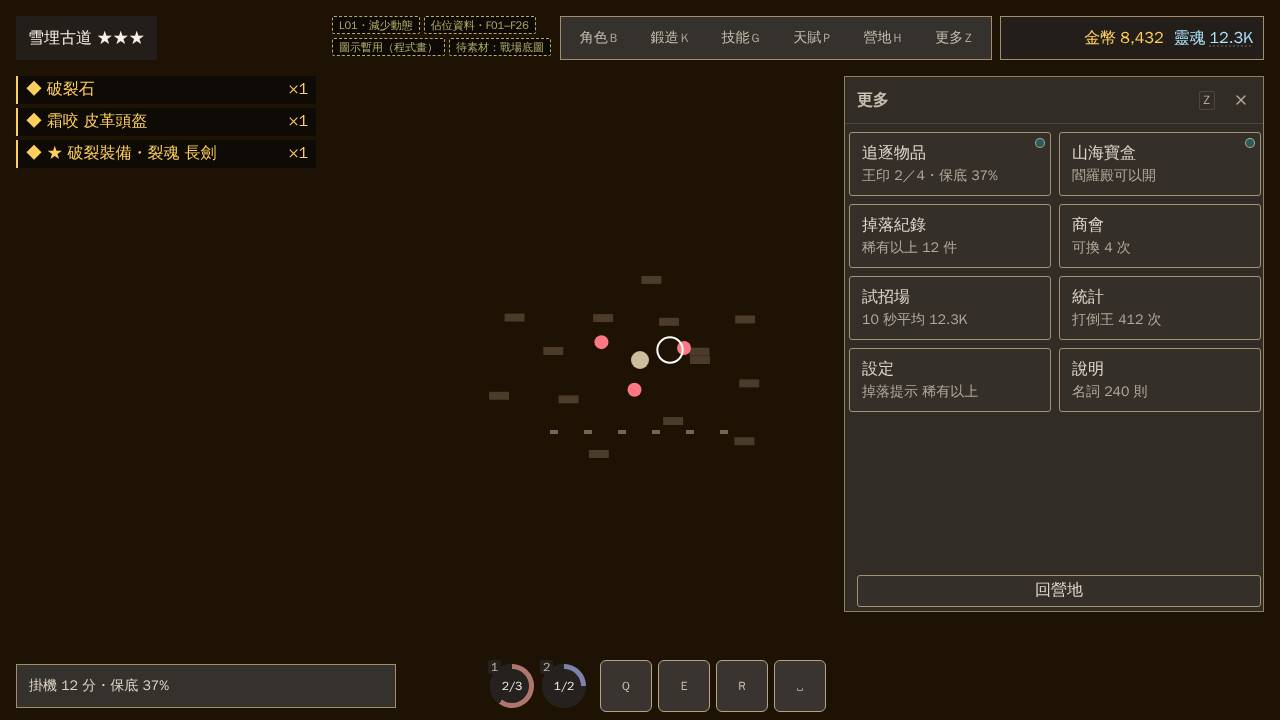 雪埋古道 ★★★
L01・減少動態 佔位資料・F01–F26
圖示暫用（程式畫） 待素材：戰場底圖
角色B 鍛造K 技能G 天賦P 營地H 更多Z
金幣 8,432 靈魂 12.3K
◆ 破裂石 ×1
◆ 霜咬 皮革頭盔 ×1
◆ ★ 破裂裝備・裂魂 長劍 ×1
更多 Z ×
追逐物品
王印 2／4・保底 37%
山海寶盒
閻羅殿可以開
掉落紀錄
稀有以上 12 件
商會
可換 4 次
試招場
10 秒平均 12.3K
統計
打倒王 412 次
設定
掉落提示 稀有以上
說明
名詞 240 則
回營地
掛機 12 分・保底 37%
1 2/3 2 1/2 Q E R ⎵